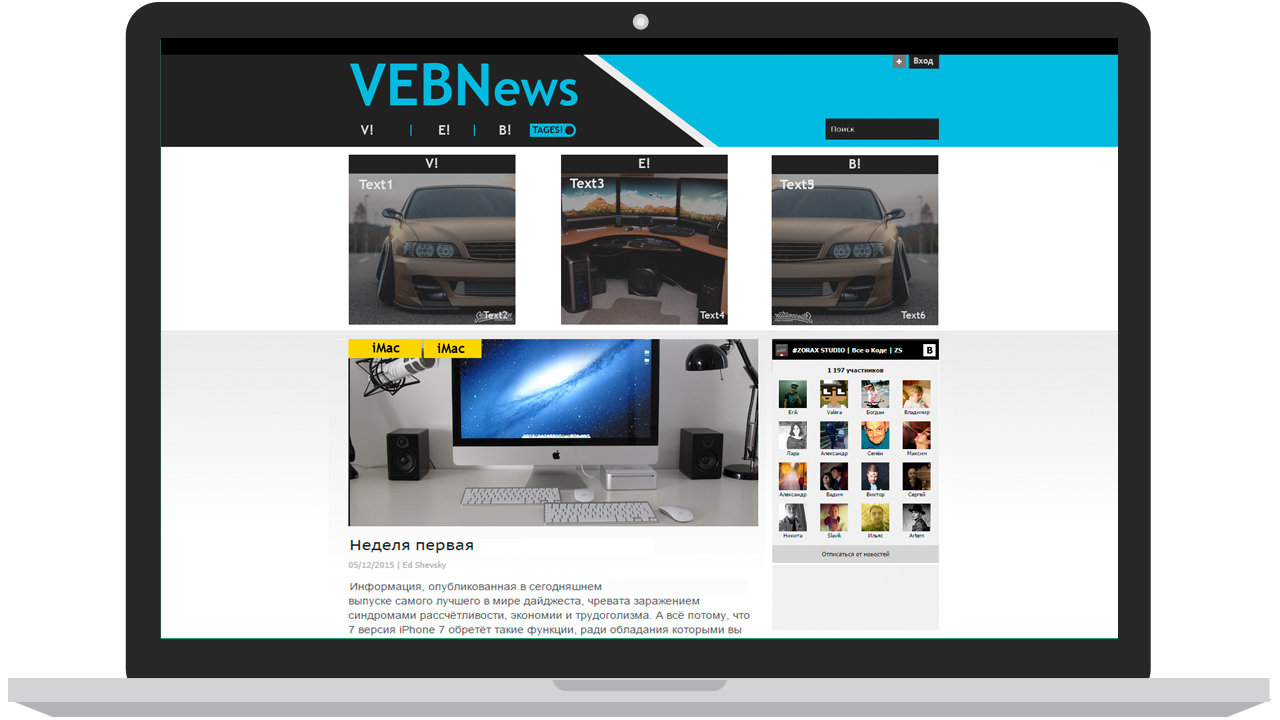 Вход
VEBNews
V!
E!
B!
TAGES!
Поиск
V!
E!
B!
Text1
Text3
Text5
Text2
Text4
Text6
iMac
iMac
#ZORAX STUDIO | Все о Коде | ZS
B
1 197 участников
Erik
Valera
Богдан
Владимир
Лара
Александр
Семён
Максим
Александр
Вадим
Виктор
Сергей
Никита
Slavik
Ильяс
Artem
Отписаться от новостей
Неделя первая
05/12/2015 | Ed Shevsky
Информация, опубликованная в сегодняшнем
выпуске самого лучшего в мире дайджеста, чревата заражением
синдромами рассчётливости, экономии и трудоголизма. А всё потому, что
7 версия iPhone 7 обретёт такие функции, ради обладания которыми вы